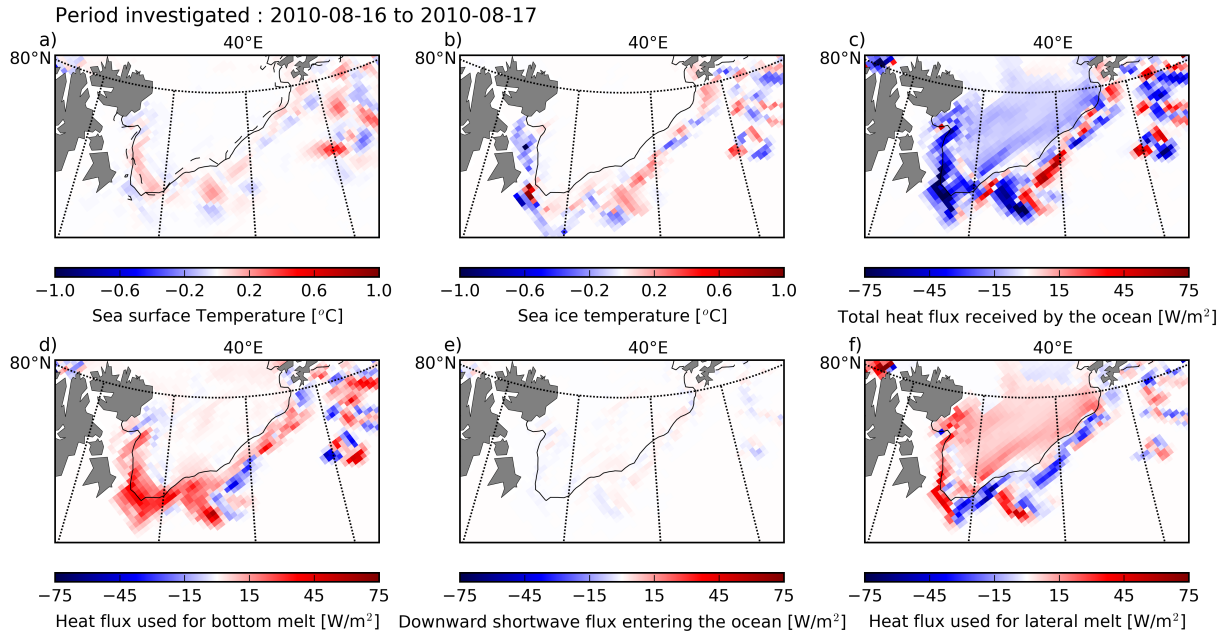 Period investigated : 2010-08-16 to 2010-08-17
a) 40°E b) 40°E c) 40°E
80°N 80°N 80°N
−1.0 −0.6 −0.2 0.2 0.6 1.0 −1.0 −0.6 −0.2 0.2 0.6 1.0 −75 −45 −15 15 45 75
Sea surface Temperature [°C] Sea ice temperature [°C] Total heat flux received by the ocean [W/m²]
d) 40°E e) 40°E f) 40°E
80°N 80°N 80°N
−75 −45 −15 15 45 75 −75 −45 −15 15 45 75 −75 −45 −15 15 45 75
Heat flux used for bottom melt [W/m²] Downward shortwave flux entering the ocean [W/m²] Heat flux used for lateral melt [W/m²]